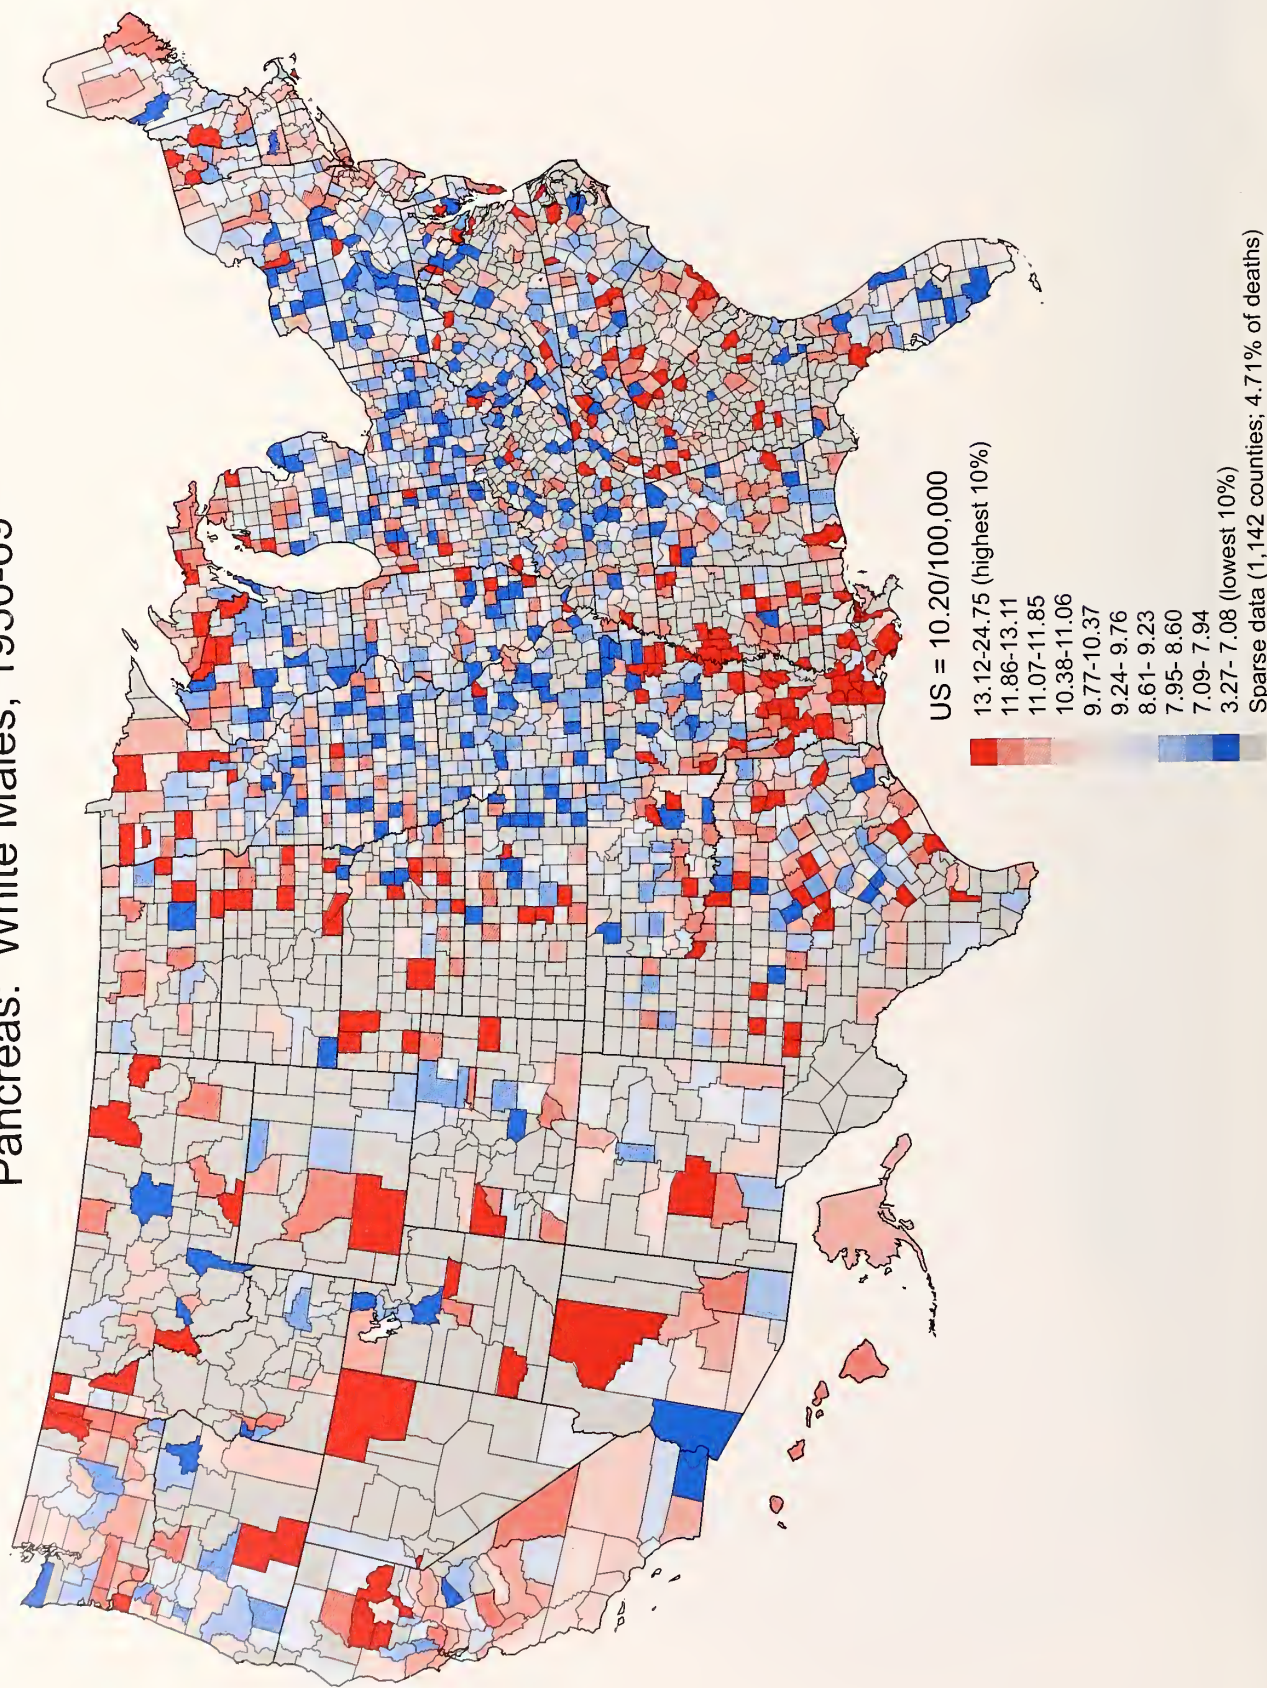 Pancreas: White Males, 1950-69
US = 10.20/100,000
13.12-24.75 (highest 10%)
11.86-13.11
11.07-11.85
10.38-11.06
9.77-10.37
9.24- 9.76
8.61- 9.23
7.95- 8.60
7.09- 7.94
3.27- 7.08 (lowest 10%)
Sparse data (1,142 counties; 4.71% of deaths)